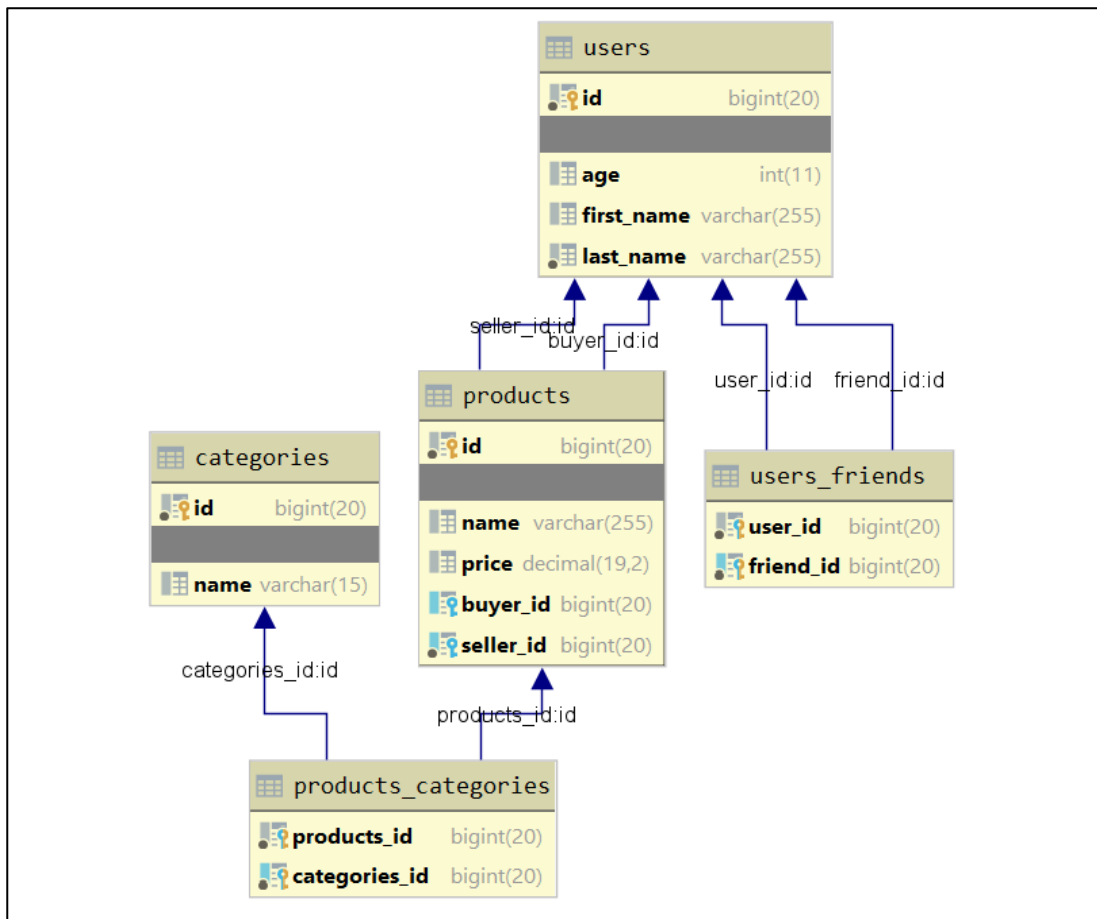 users
id bigint(20)
age int(11)
first_name varchar(255)
last_name varchar(255)
seller_id:id
buyer_id:id
user_id:id friend_id:id
products
id bigint(20)
name varchar(255)
price decimal(19,2)
buyer_id bigint(20)
seller_id bigint(20)
categories
id bigint(20)
name varchar(15)
users_friends
user_id bigint(20)
friend_id bigint(20)
categories_id:id
products_id:id
products_categories
products_id bigint(20)
categories_id bigint(20)